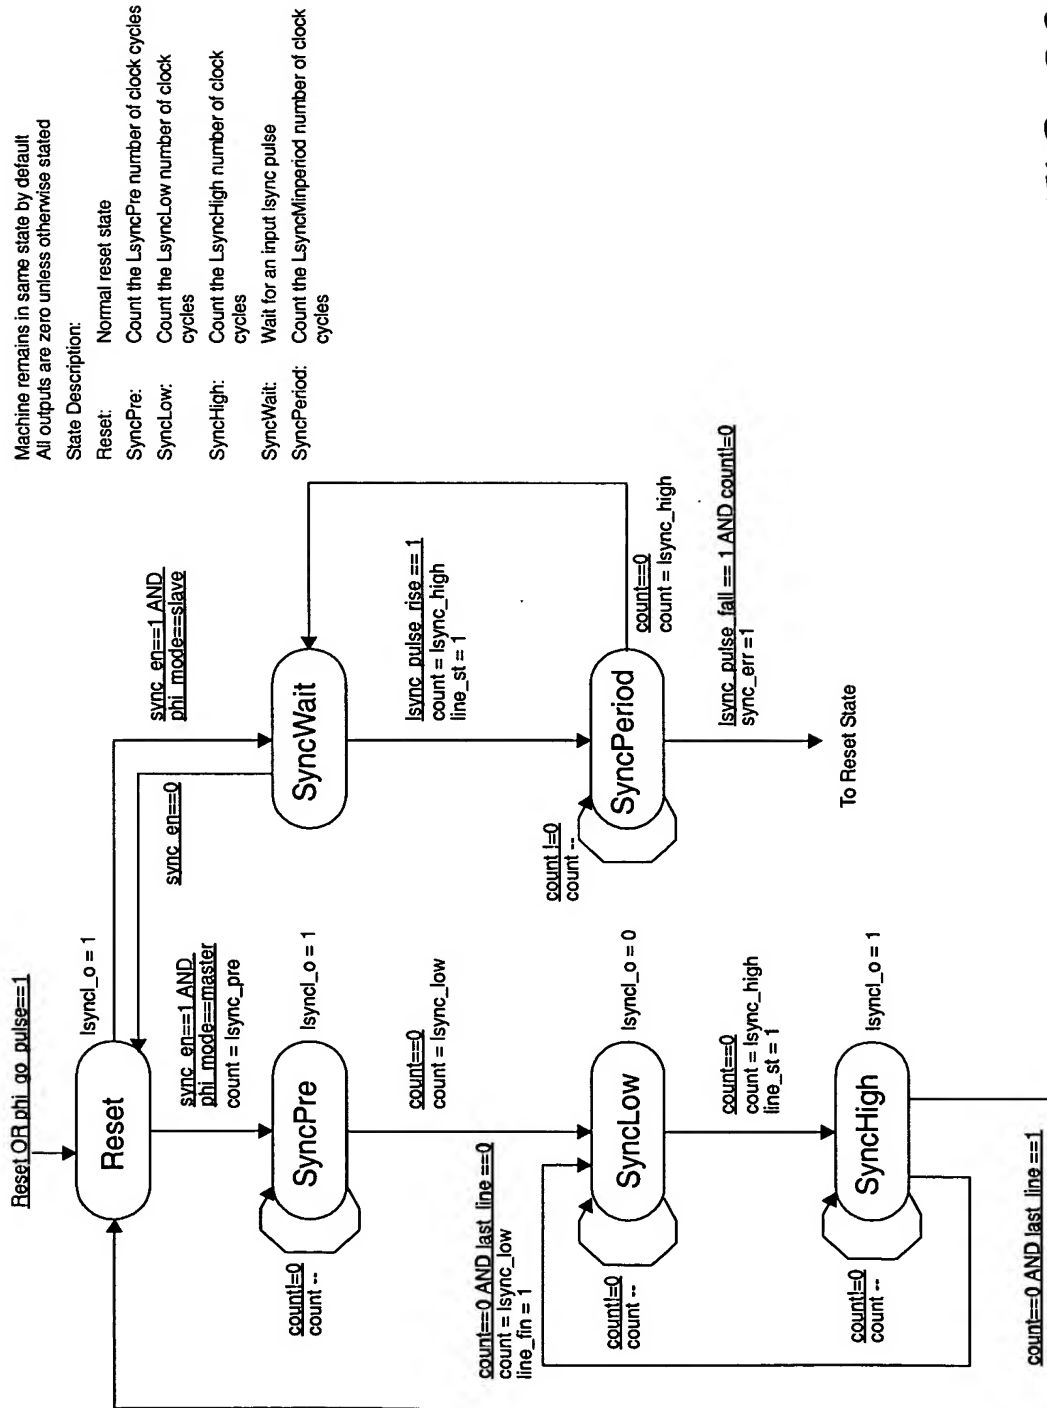 Machine remains in same state by default
All outputs are zero unless otherwise stated
State Description:
Reset: Normal reset state
SyncPre: Count the LsyncPre number of clock cycles
SyncLow: Count the LsyncLow number of clock
cycles
SyncHigh: Count the LsyncHigh number of clock
cycles
SyncWait: Wait for an input lsync pulse
SyncPeriod: Count the LsyncMinperiod number of clock
cycles
Reset OR phi_go_pulse==1
Reset
lsyncl_o = 1
sync_en==1 AND
phi_mode==slave
sync_en==0
sync_en==1 AND
phi_mode==master
count = lsync_pre
SyncPre
lsyncl_o = 1
count!=0
count --
count==0
count = lsync_low
SyncWait
lsync_pulse_rise == 1
count = lsync_high
line_st = 1
SyncPeriod
count !=0
count --
count==0
count = lsync_high
lsync_pulse_fall == 1 AND count!=0
sync_err =1
To Reset State
count==0 AND last_line ==0
count = lsync_low
line_fin = 1
SyncLow
lsyncl_o = 0
count!=0
count --
count==0
count = lsync_high
line_st = 1
SyncHigh
lsyncl_o = 1
count!=0
count --
count==0 AND last_line ==1